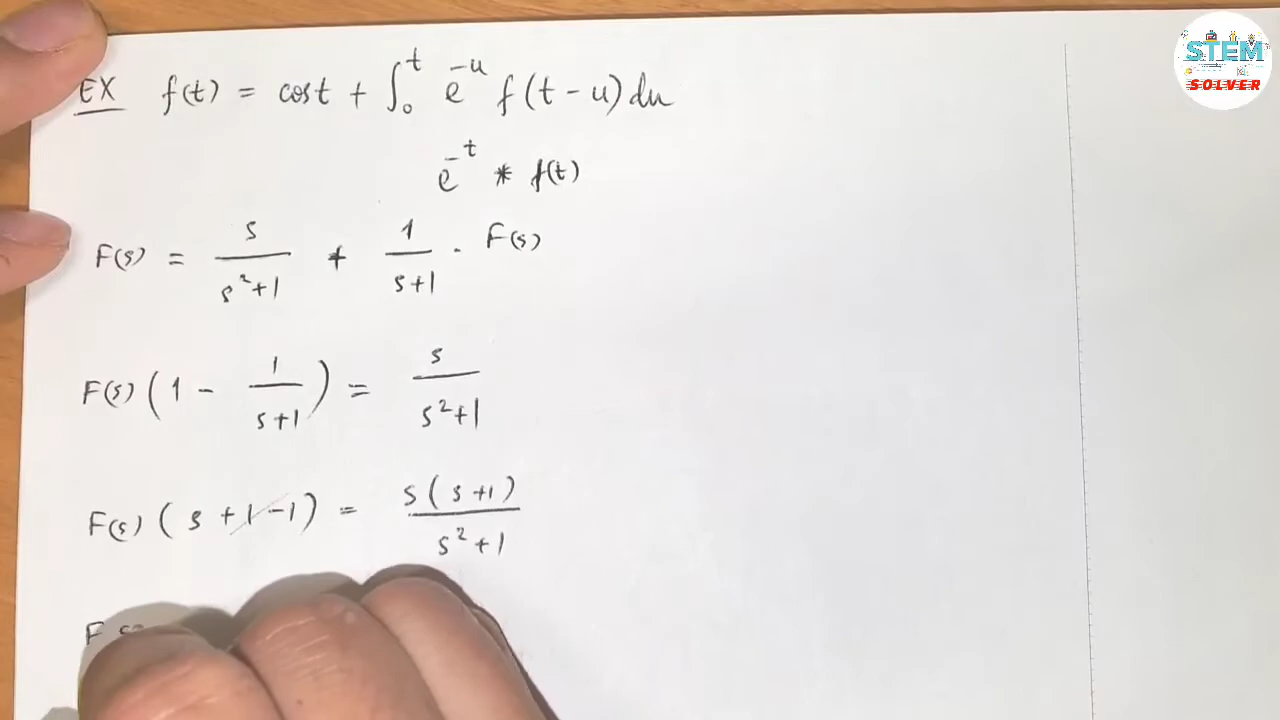 EX f(t) = cost + ∫₀ᵗ e^{-u} f(t-u) du
e^{-t} * f(t)
F(s) = s/(s²+1) + 1/(s+1) · F(s)
F(s) (1 - 1/(s+1)) = s/(s²+1)
F(s) (s+1-1) = s(s+1)/(s²+1)
STEM
SOLVER